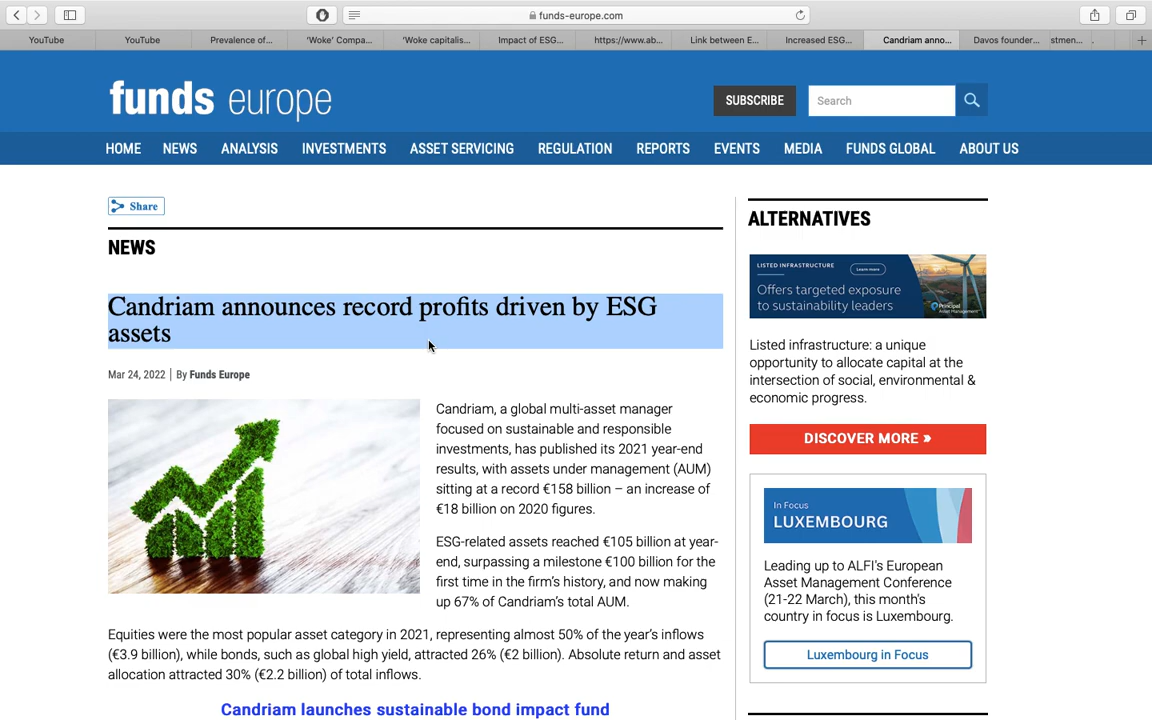 funds-europe.com
YouTube
YouTube
Prevalence of...
'Woke' Compa...
'Woke capitalis...
Impact of ESG...
https://www.ab...
Link between E...
Increased ESG...
Candriam anno...
Davos founder...
stmen...
funds europe
SUBSCRIBE
Search
HOME
NEWS
ANALYSIS
INVESTMENTS
ASSET SERVICING
REGULATION
REPORTS
EVENTS
MEDIA
FUNDS GLOBAL
ABOUT US
Share
NEWS
Candriam announces record profits driven by ESG
assets
Mar 24, 2022 | By Funds Europe
Candriam, a global multi-asset manager
focused on sustainable and responsible
investments, has published its 2021 year-end
results, with assets under management (AUM)
sitting at a record €158 billion – an increase of
€18 billion on 2020 figures.
ESG-related assets reached €105 billion at year-
end, surpassing a milestone €100 billion for the
first time in the firm's history, and now making
up 67% of Candriam's total AUM.
Equities were the most popular asset category in 2021, representing almost 50% of the year's inflows
(€3.9 billion), while bonds, such as global high yield, attracted 26% (€2 billion). Absolute return and asset
allocation attracted 30% (€2.2 billion) of total inflows.
Candriam launches sustainable bond impact fund
ALTERNATIVES
LISTED INFRASTRUCTURE
Learn more
Offers targeted exposure
to sustainability leaders
Principal
Asset Management
Listed infrastructure: a unique
opportunity to allocate capital at the
intersection of social, environmental &
economic progress.
DISCOVER MORE »
In Focus
LUXEMBOURG
Leading up to ALFI's European
Asset Management Conference
(21-22 March), this month's
country in focus is Luxembourg.
Luxembourg in Focus